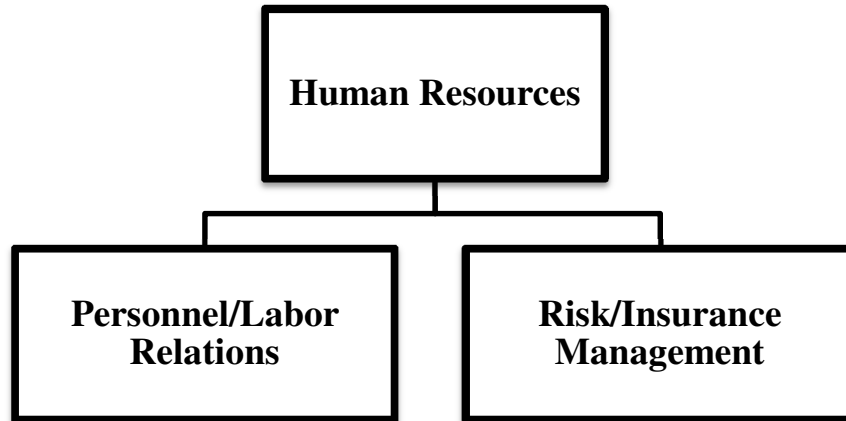 Human Resources
Personnel/Labor
Relations
Risk/Insurance
Management